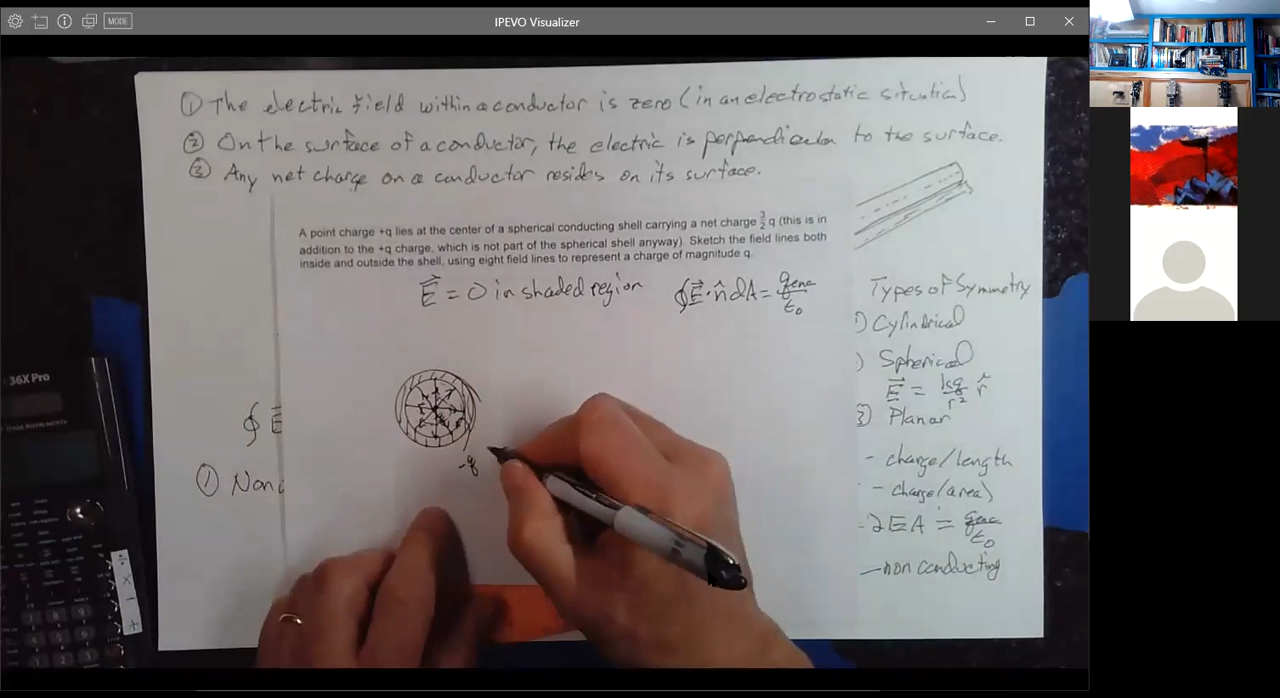 IPEVO Visualizer
MODE
① The electric field within a conductor is zero (in an electrostatic situation)
② On the surface of a conductor, the electric is perpendicular to the surface.
③ Any net charge on a conductor resides on its surface.
A point charge +q lies at the center of a spherical conducting shell carrying a net charge 3/2 q (this is in
addition to the +q charge, which is not part of the spherical shell anyway). Sketch the field lines both
inside and outside the shell, using eight field lines to represent a charge of magnitude q.
E⃗ = 0 in shaded region
∮E⃗·n̂dA = qenc/ε0
-q
∮ E
① Non
36X Pro
Types of Symmetry
) Cylindrical
) Spherical
E⃗ = kq/r² r̂
3) Planar
- charge/length
- charge/area)
2EA = qenc/ε0
— non conducting